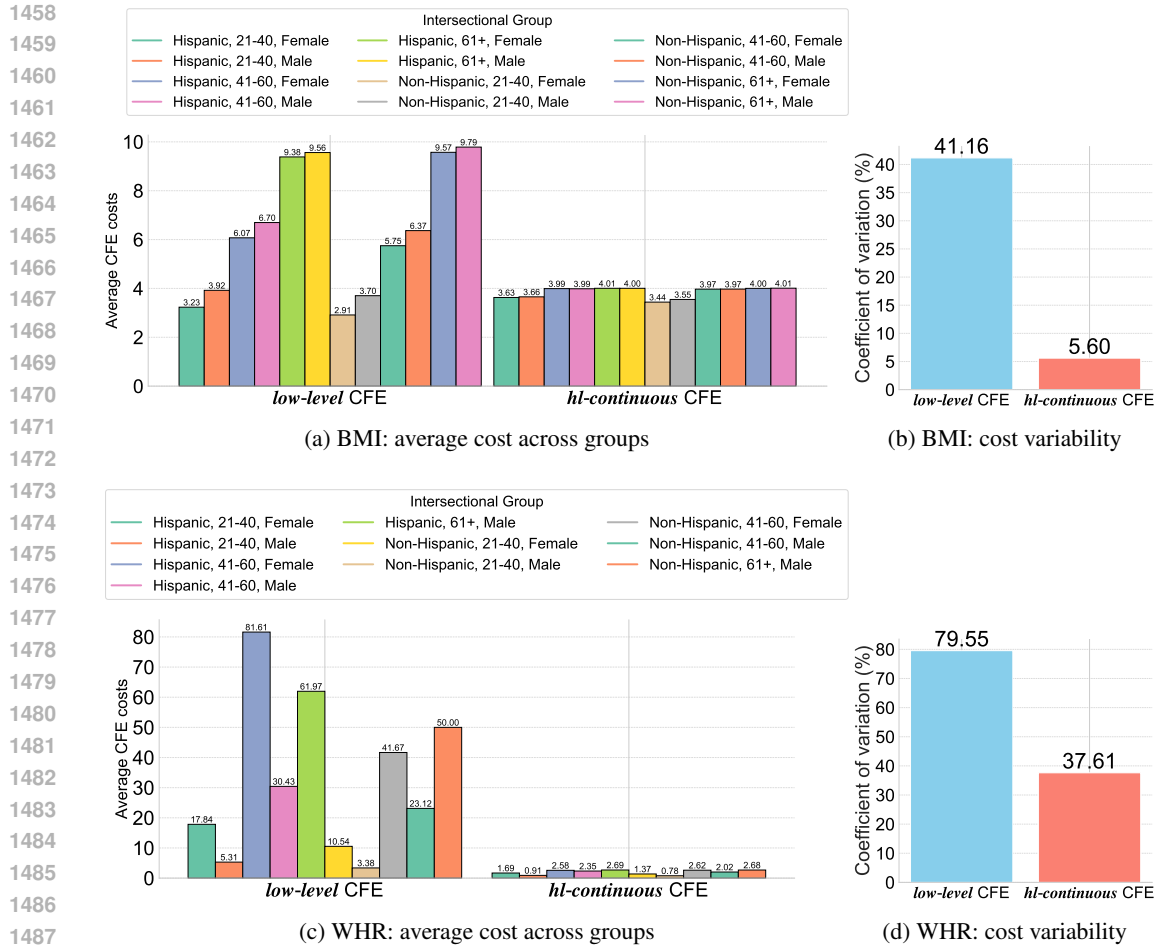 1458
1459
1460
1461
1462
1463
1464
1465
1466
1467
1468
1469
1470
1471
1472
1473
1474
1475
1476
1477
1478
1479
1480
1481
1482
1483
1484
1485
1486
1487
Intersectional Group
Hispanic, 21-40, Female
Hispanic, 21-40, Male
Hispanic, 41-60, Female
Hispanic, 41-60, Male
Hispanic, 61+, Female
Hispanic, 61+, Male
Non-Hispanic, 21-40, Female
Non-Hispanic, 21-40, Male
Non-Hispanic, 41-60, Female
Non-Hispanic, 41-60, Male
Non-Hispanic, 61+, Female
Non-Hispanic, 61+, Male
Average CFE costs
10
8
6
4
2
0
3.23 3.92 6.07 6.70 9.38 9.56 2.91 3.70 5.75 6.37 9.57 9.79
3.63 3.66 3.99 3.99 4.01 4.00 3.44 3.55 3.97 3.97 4.00 4.01
low-level CFE hl-continuous CFE
(a) BMI: average cost across groups
Coefficient of variation (%)
40
35
30
25
20
15
10
5
0
41.16
5.60
low-level CFE hl-continuous CFE
(b) BMI: cost variability
Intersectional Group
Hispanic, 21-40, Female
Hispanic, 21-40, Male
Hispanic, 41-60, Female
Hispanic, 41-60, Male
Hispanic, 61+, Male
Non-Hispanic, 21-40, Female
Non-Hispanic, 21-40, Male
Non-Hispanic, 41-60, Female
Non-Hispanic, 41-60, Male
Non-Hispanic, 61+, Male
Average CFE costs
80
70
60
50
40
30
20
10
0
17.84 5.31 81.61 30.43 61.97 10.54 3.38 41.67 23.12 50.00
1.69 0.91 2.58 2.35 2.69 1.37 0.78 2.62 2.02 2.68
low-level CFE hl-continuous CFE
(c) WHR: average cost across groups
Coefficient of variation (%)
80
70
60
50
40
30
20
10
0
79.55
37.61
low-level CFE hl-continuous CFE
(d) WHR: cost variability